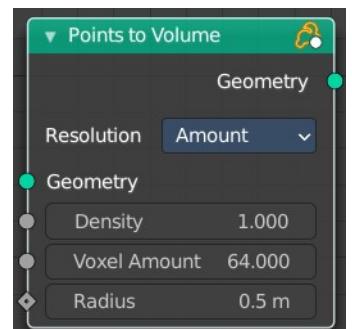 Points to Volume
Geometry
Resolution Amount
Geometry
Density 1.000
Voxel Amount 64.000
Radius 0.5 m